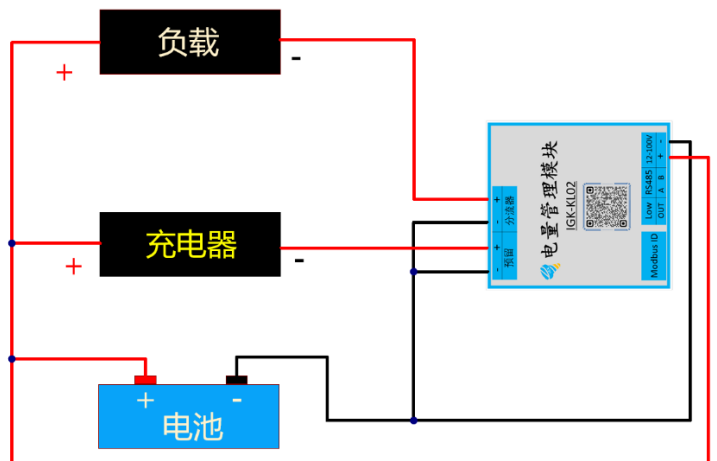 负载
+
-
充电器
+
-
电池
+
-
电量管理模块
IGK-KL02
+
-
分流器
+
-
预留
12-100V
-
+
RS485
B
A
Low
OUT
Modbus ID